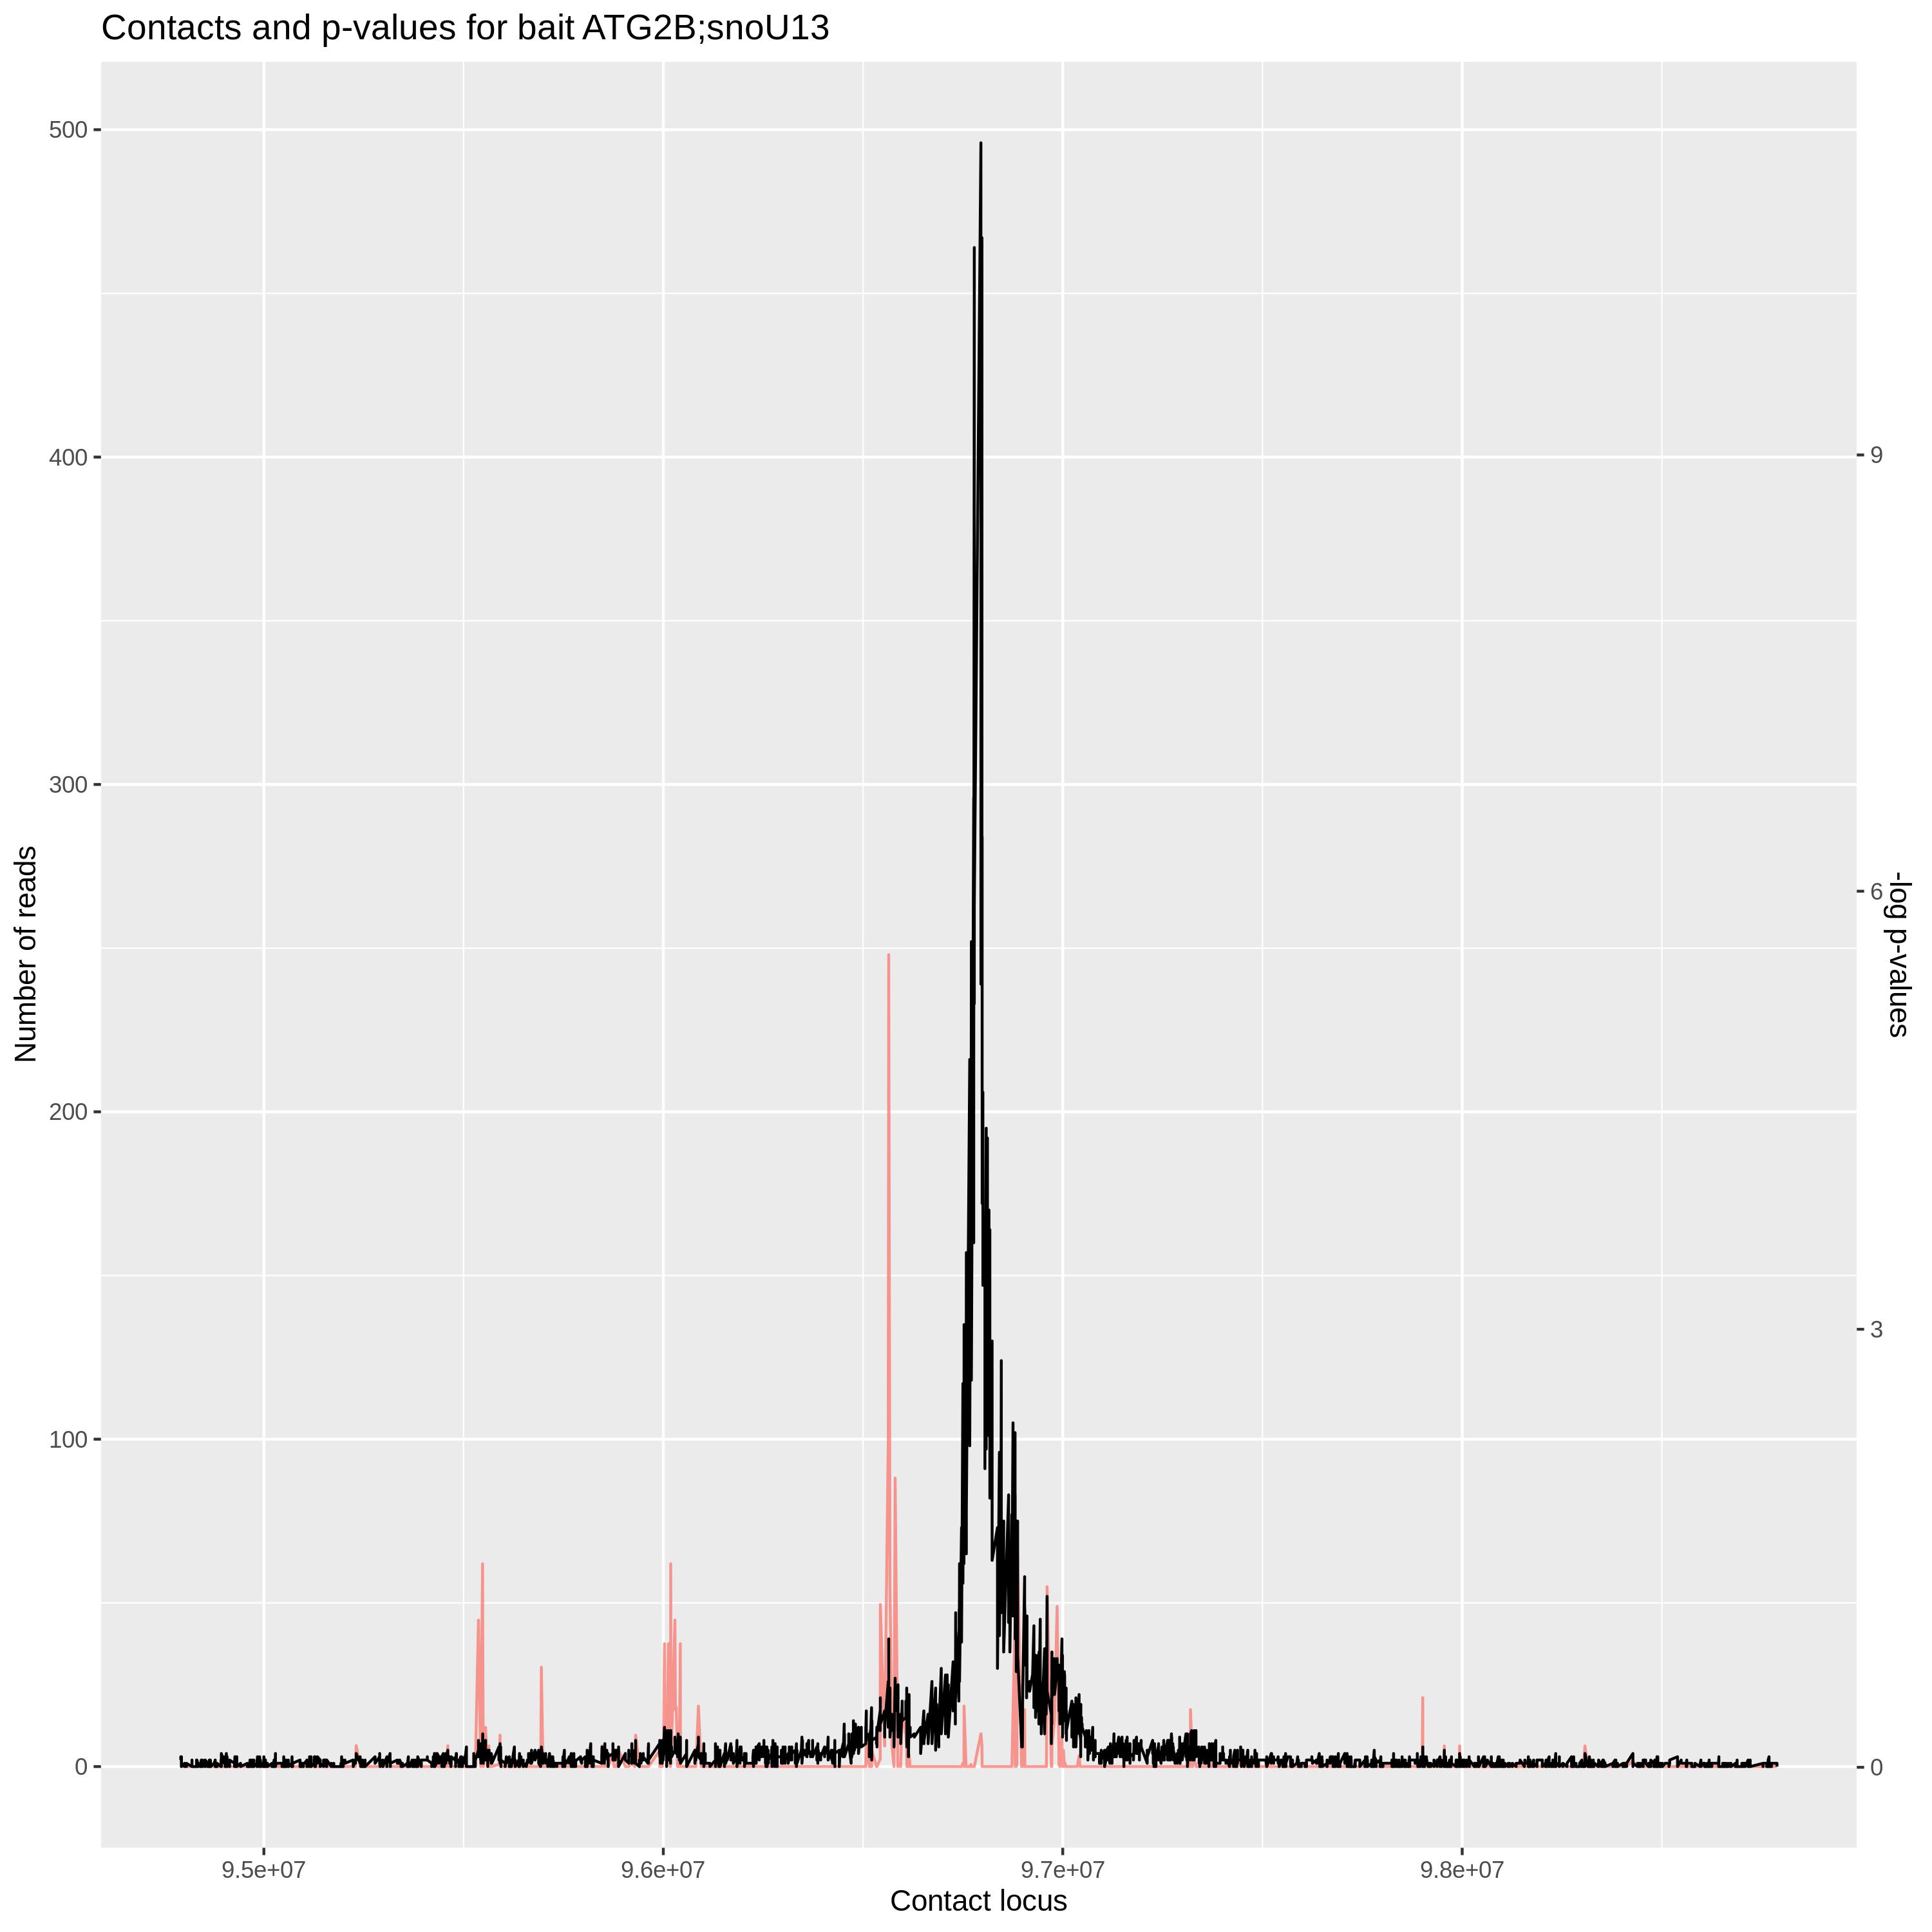 Contacts and p-values for bait ATG2B;snoU13
500
400
300
200
100
0
Number of reads
9
6
3
0
-log p-values
9.5e+07
9.6e+07
9.7e+07
9.8e+07
Contact locus